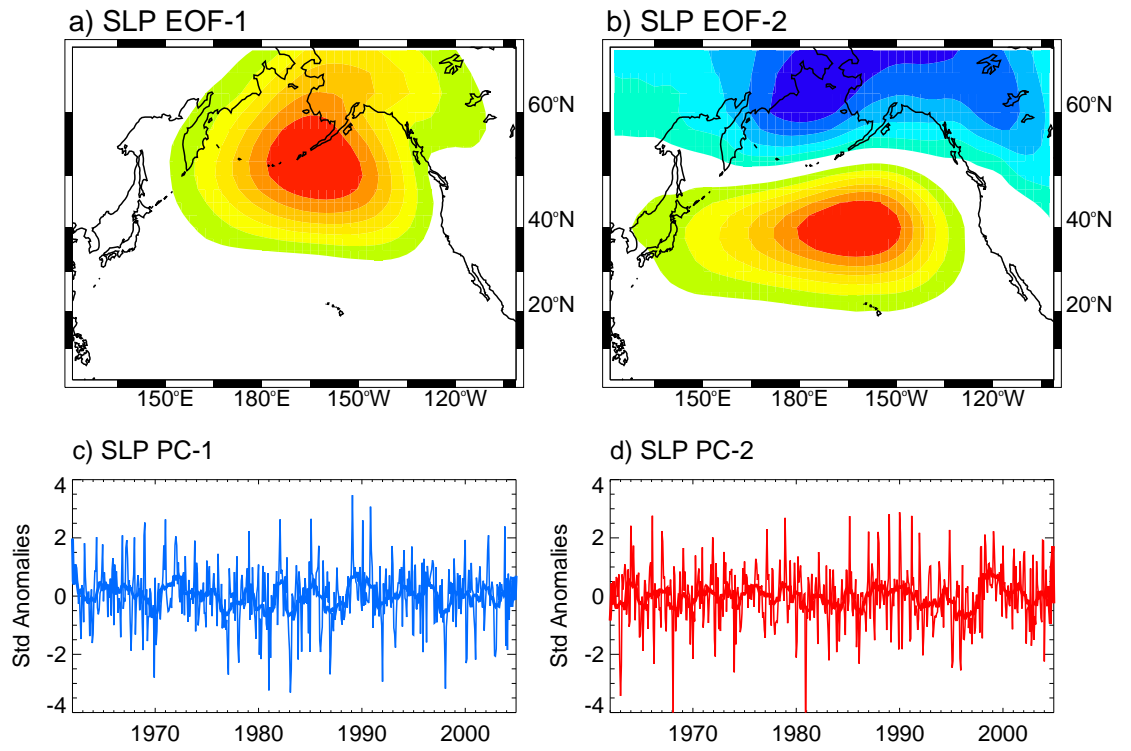 a) SLP EOF-1
b) SLP EOF-2
60°N
40°N
20°N
60°N
40°N
20°N
150°E 180°E 150°W 120°W
150°E 180°E 150°W 120°W
c) SLP PC-1
d) SLP PC-2
Std Anomalies
4
2
0
-2
-4
1970 1980 1990 2000
Std Anomalies
4
2
0
-2
-4
1970 1980 1990 2000